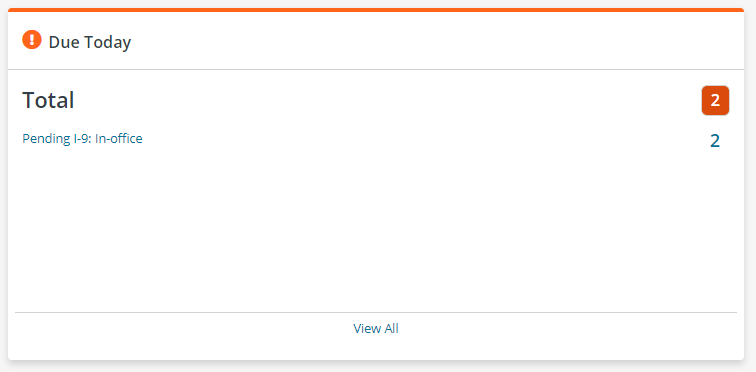 Due Today
Total 2
Pending I-9: In-office 2
View All